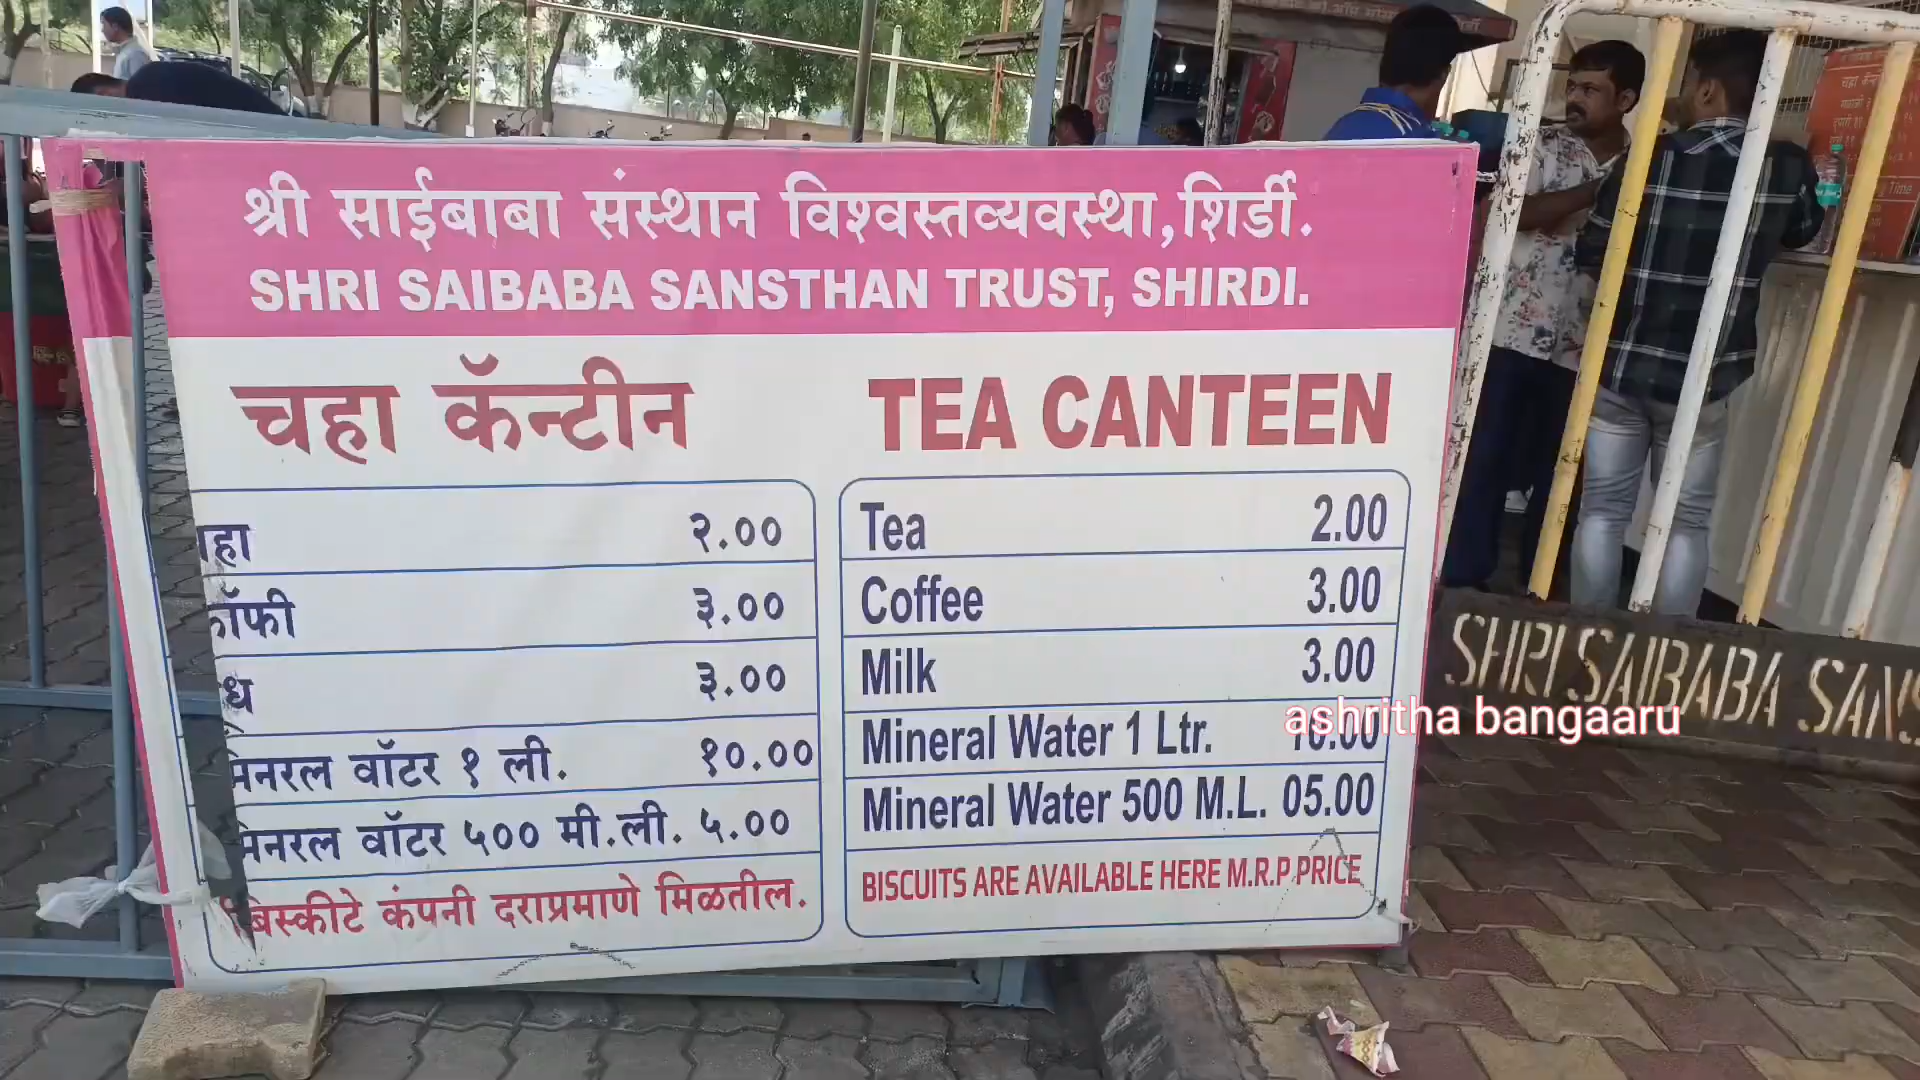 श्री साईबाबा संस्थान विश्वस्तव्यवस्था, शिर्डी.
SHRI SAIBABA SANSTHAN TRUST, SHIRDI.
चहा कॅन्टीन
२.००
कॉफी ३.००
३.००
मिनरल वॉटर १ ली. १०.००
मिनरल वॉटर ५०० मी.ली. ५.००
बिस्कीटे कंपनी दराप्रमाणे मिळतील.
TEA CANTEEN
Tea 2.00
Coffee 3.00
Milk 3.00
Mineral Water 1 Ltr. 10.00
Mineral Water 500 M.L. 05.00
BISCUITS ARE AVAILABLE HERE M.R.P PRICE
ashritha bangaaru
SHRI SAIBABA SANS
Time